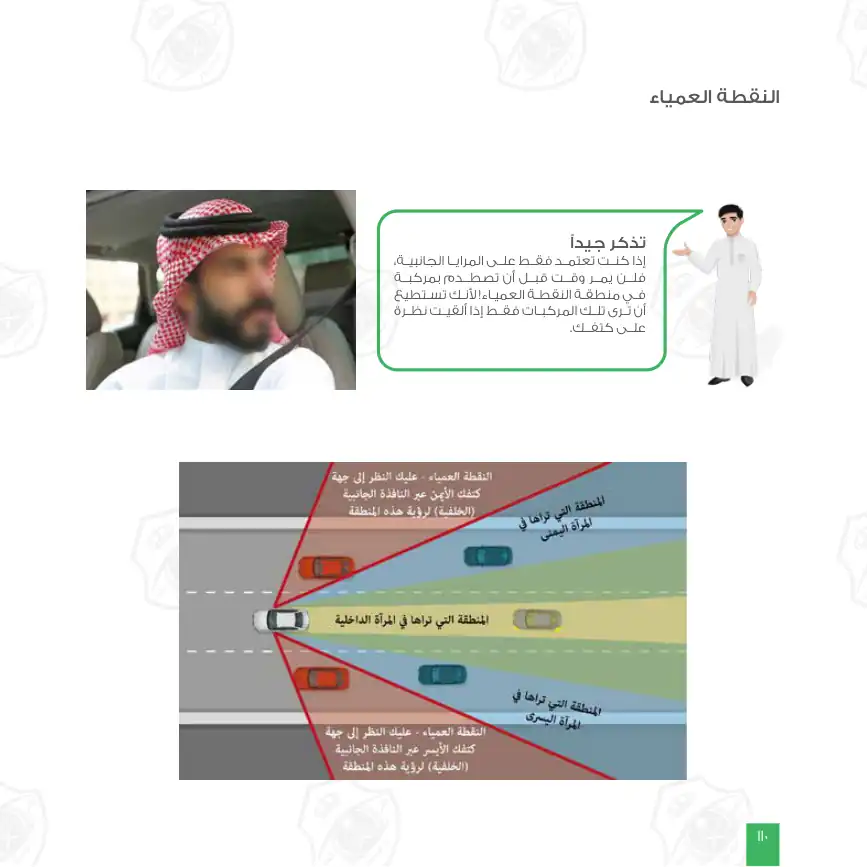 النقطة العمياء
تذكر جيداً
إذا كنت تعتمد فقط على المرايا الجانبية،
فلن يمر وقت قبل أن تصطدم بمركبة
في منطقة النقطة العمياء! لأنك تستطيع
أن ترى تلك المركبات فقط إذا ألقيت نظرة
على كتفك.
النقطة العمياء - عليك النظر إلى جهة
كتفك الأيمن عبر النافذة الجانبية
(الخلفية) لرؤية هذه المنطقة
المنطقة التي تراها في
المرآة اليمنى
المنطقة التي تراها في المرآة الداخلية
المنطقة التي تراها في
المرآة اليسرى
النقطة العمياء - عليك النظر إلى جهة
كتفك الأيسر عبر النافذة الجانبية
(الخلفية) لرؤية هذه المنطقة
١١٠